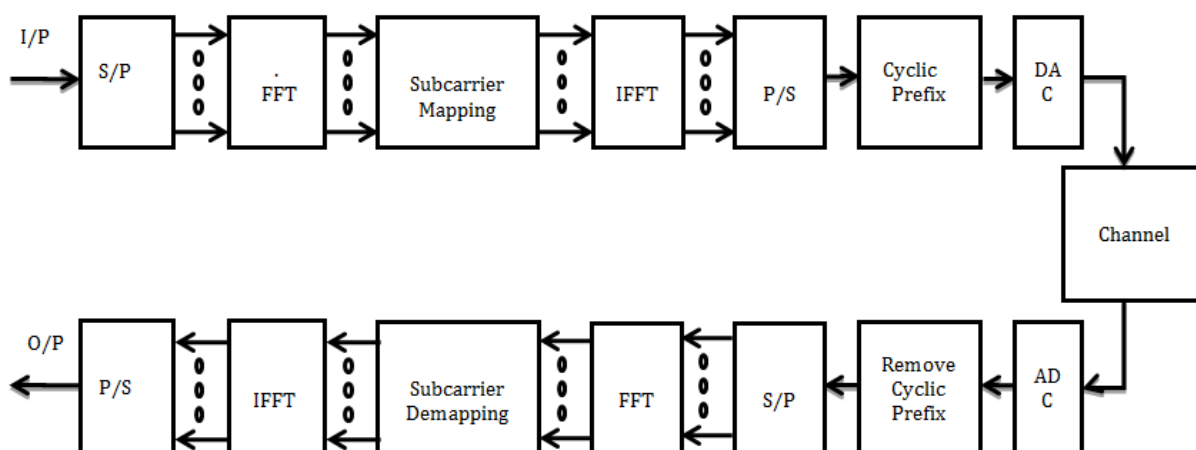 I/P
S/P
FFT
Subcarrier
Mapping
IFFT
P/S
Cyclic
Prefix
DA
C
Channel
O/P
P/S
IFFT
Subcarrier
Demapping
FFT
S/P
Remove
Cyclic
Prefix
AD
C